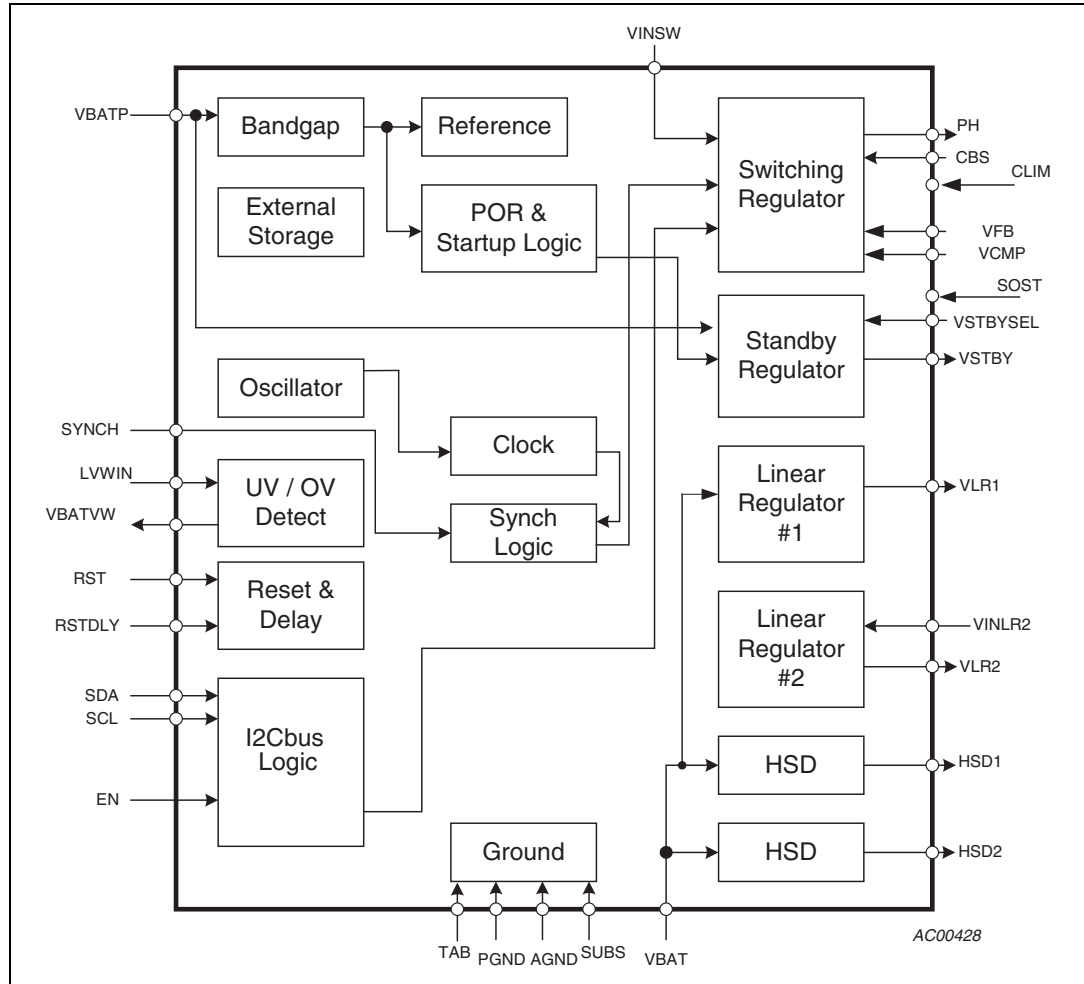 VINSW
VBATP
Bandgap
Reference
PH
CBS
CLIM
Switching
Regulator
External
Storage
POR &
Startup Logic
VFB
VCMP
SOST
VSTBYSEL
Standby
Regulator
VSTBY
Oscillator
SYNCH
Clock
LVWIN
UV / OV
Detect
VBATVW
Synch
Logic
Linear
Regulator
#1
VLR1
RST
Reset &
Delay
RSTDLY
Linear
Regulator
#2
VINLR2
VLR2
SDA
SCL
I2Cbus
Logic
EN
HSD
HSD1
Ground
HSD
HSD2
TAB
PGND
AGND
SUBS
VBAT
AC00428